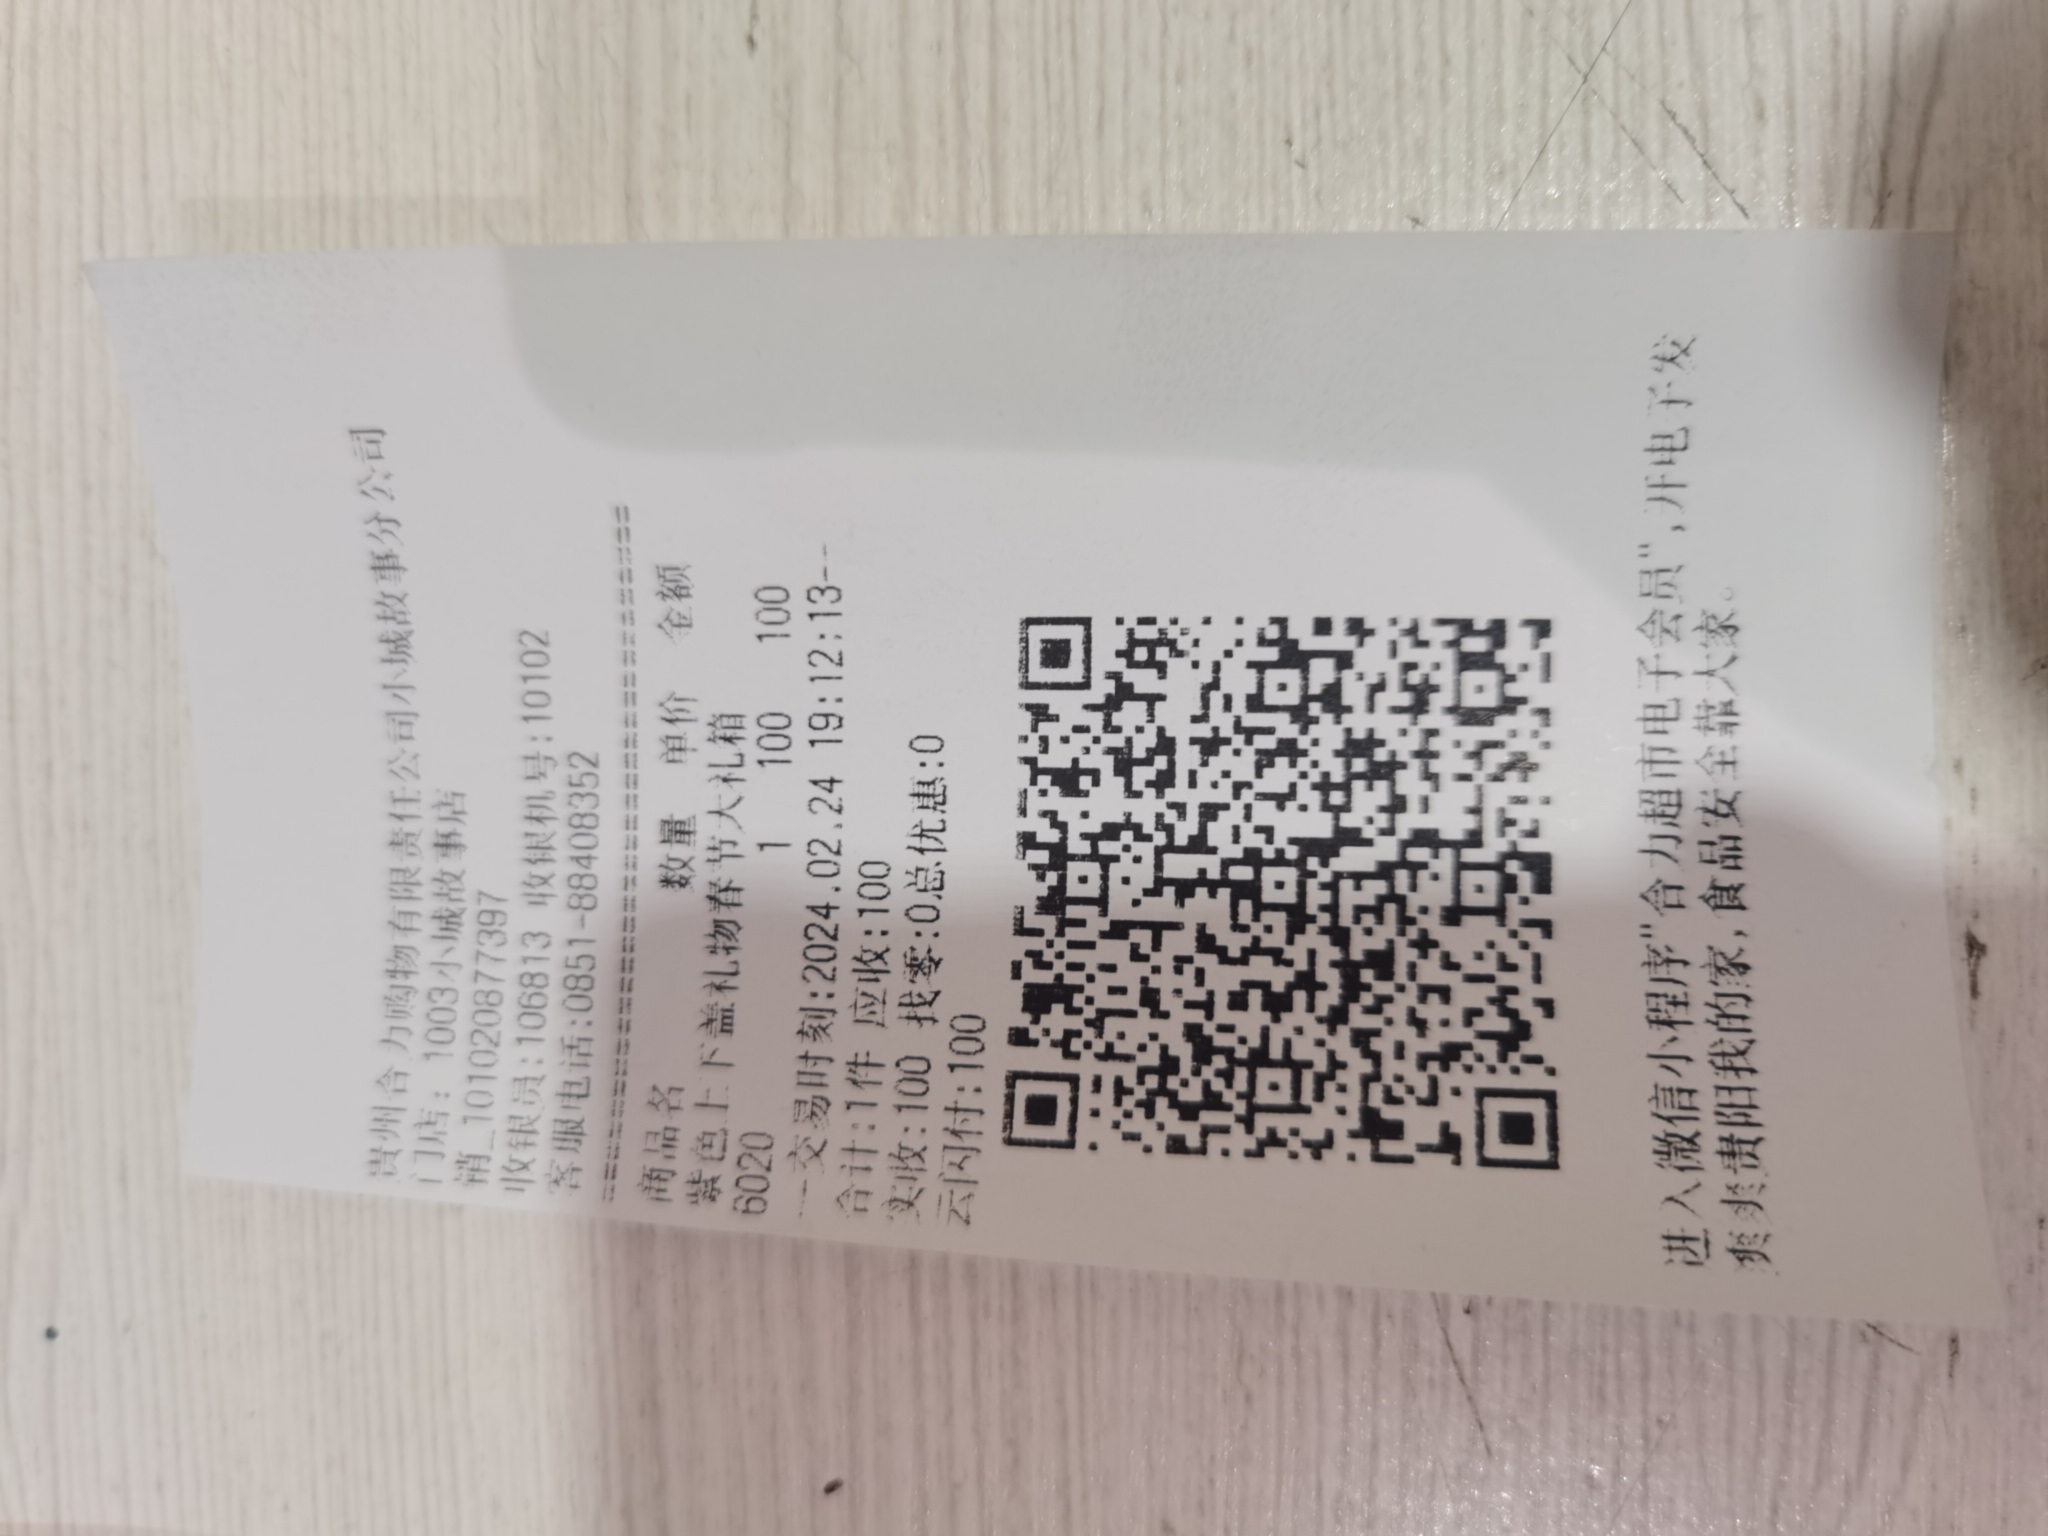 贵州合力购物有限责任公司小城故事分公司
门店: 1003小城故事店
销_101020877397
收银员:106813 收银机号:10102
客服电话:0851-88408352
商品名 数量 单价 金额
紫色上下盖礼物春节大礼箱
6020 1 100 100
---交易时刻:2024.02.24 19:12:13---
合计:1件 应收:100
实收:100 找零:0总优惠:0
云闪付:100
进入微信小程序"合力超市电子会员",开电子发
爽爽贵阳我的家,食品安全靠大家。